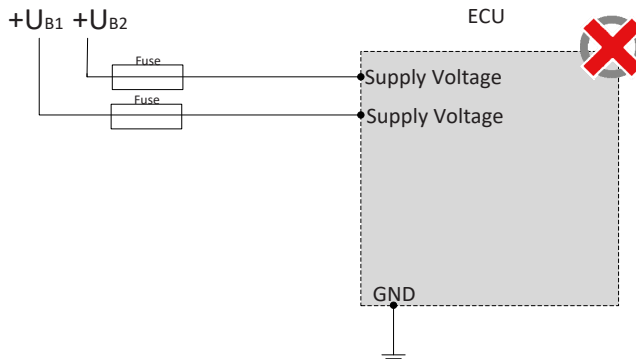 +UB1 +UB2
ECU
Fuse
Supply Voltage
Fuse
Supply Voltage
GND